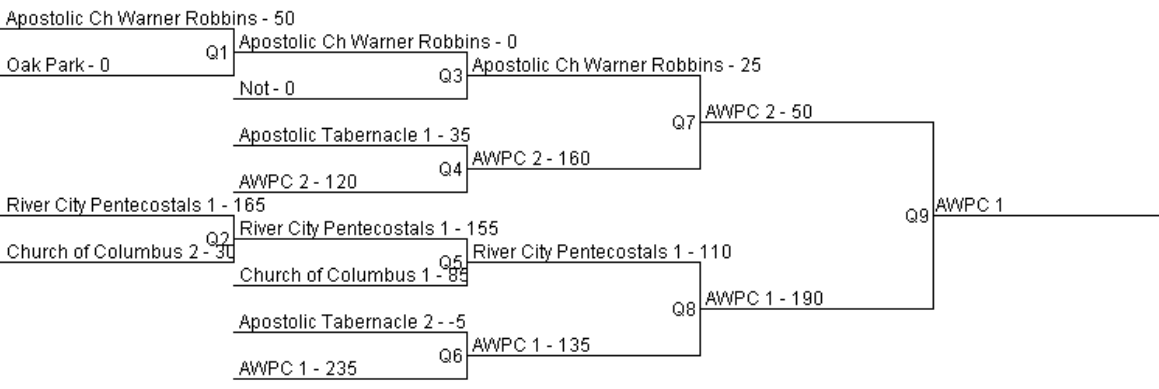 Apostolic Ch Warner Robbins - 50
Q1
Apostolic Ch Warner Robbins - 0
Oak Park - 0
Q3
Apostolic Ch Warner Robbins - 25
Not - 0
Q7
AWPC 2 - 50
Apostolic Tabernacle 1 - 35
Q4
AWPC 2 - 160
AWPC 2 - 120
River City Pentecostals 1 - 165
Q9
AWPC 1
Q2
River City Pentecostals 1 - 155
Church of Columbus 2 - 30
Q5
River City Pentecostals 1 - 110
Church of Columbus 1 - 85
Q8
AWPC 1 - 190
Apostolic Tabernacle 2 - -5
Q6
AWPC 1 - 135
AWPC 1 - 235